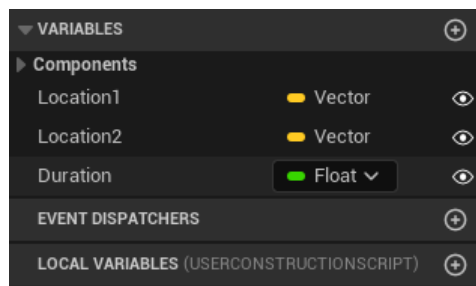 VARIABLES
Components
Location1 Vector
Location2 Vector
Duration Float
EVENT DISPATCHERS
LOCAL VARIABLES (USERCONSTRUCTIONSCRIPT)